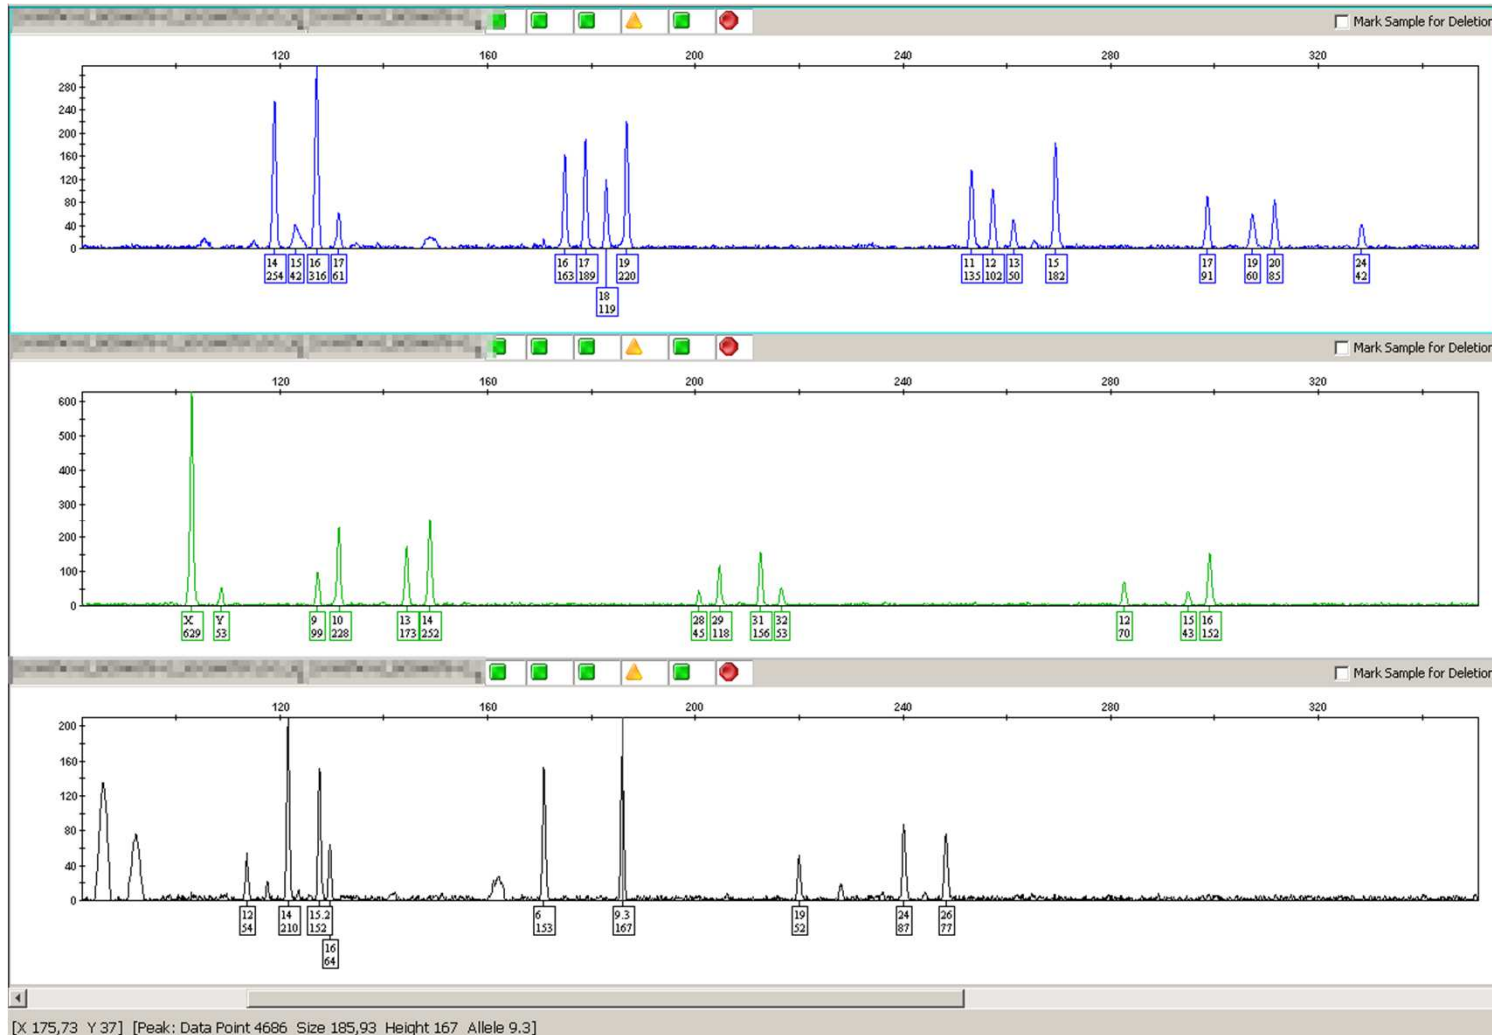 Mark Sample for Deletion
120 160 200 240 280 320
280
240
200
160
120
80
40
0
14 15 16 17 16 17 19 11 12 13 15 17 19 20 24
254 42 316 61 163 189 220 135 102 50 182 91 60 85 42
18
119
Mark Sample for Deletion
120 160 200 240 280 320
600
500
400
300
200
100
0
X Y 9 10 13 14 28 29 31 32 12 15 16
629 53 99 228 173 252 45 118 156 53 70 43 152
Mark Sample for Deletion
120 160 200 240 280 320
200
160
120
80
40
0
12 14 15.2 6 9.3 19 24 26
54 210 152 153 167 52 87 77
16
64
[X 175,73 Y 37] [Peak: Data Point 4686 Size 185,93 Height 167 Allele 9.3]